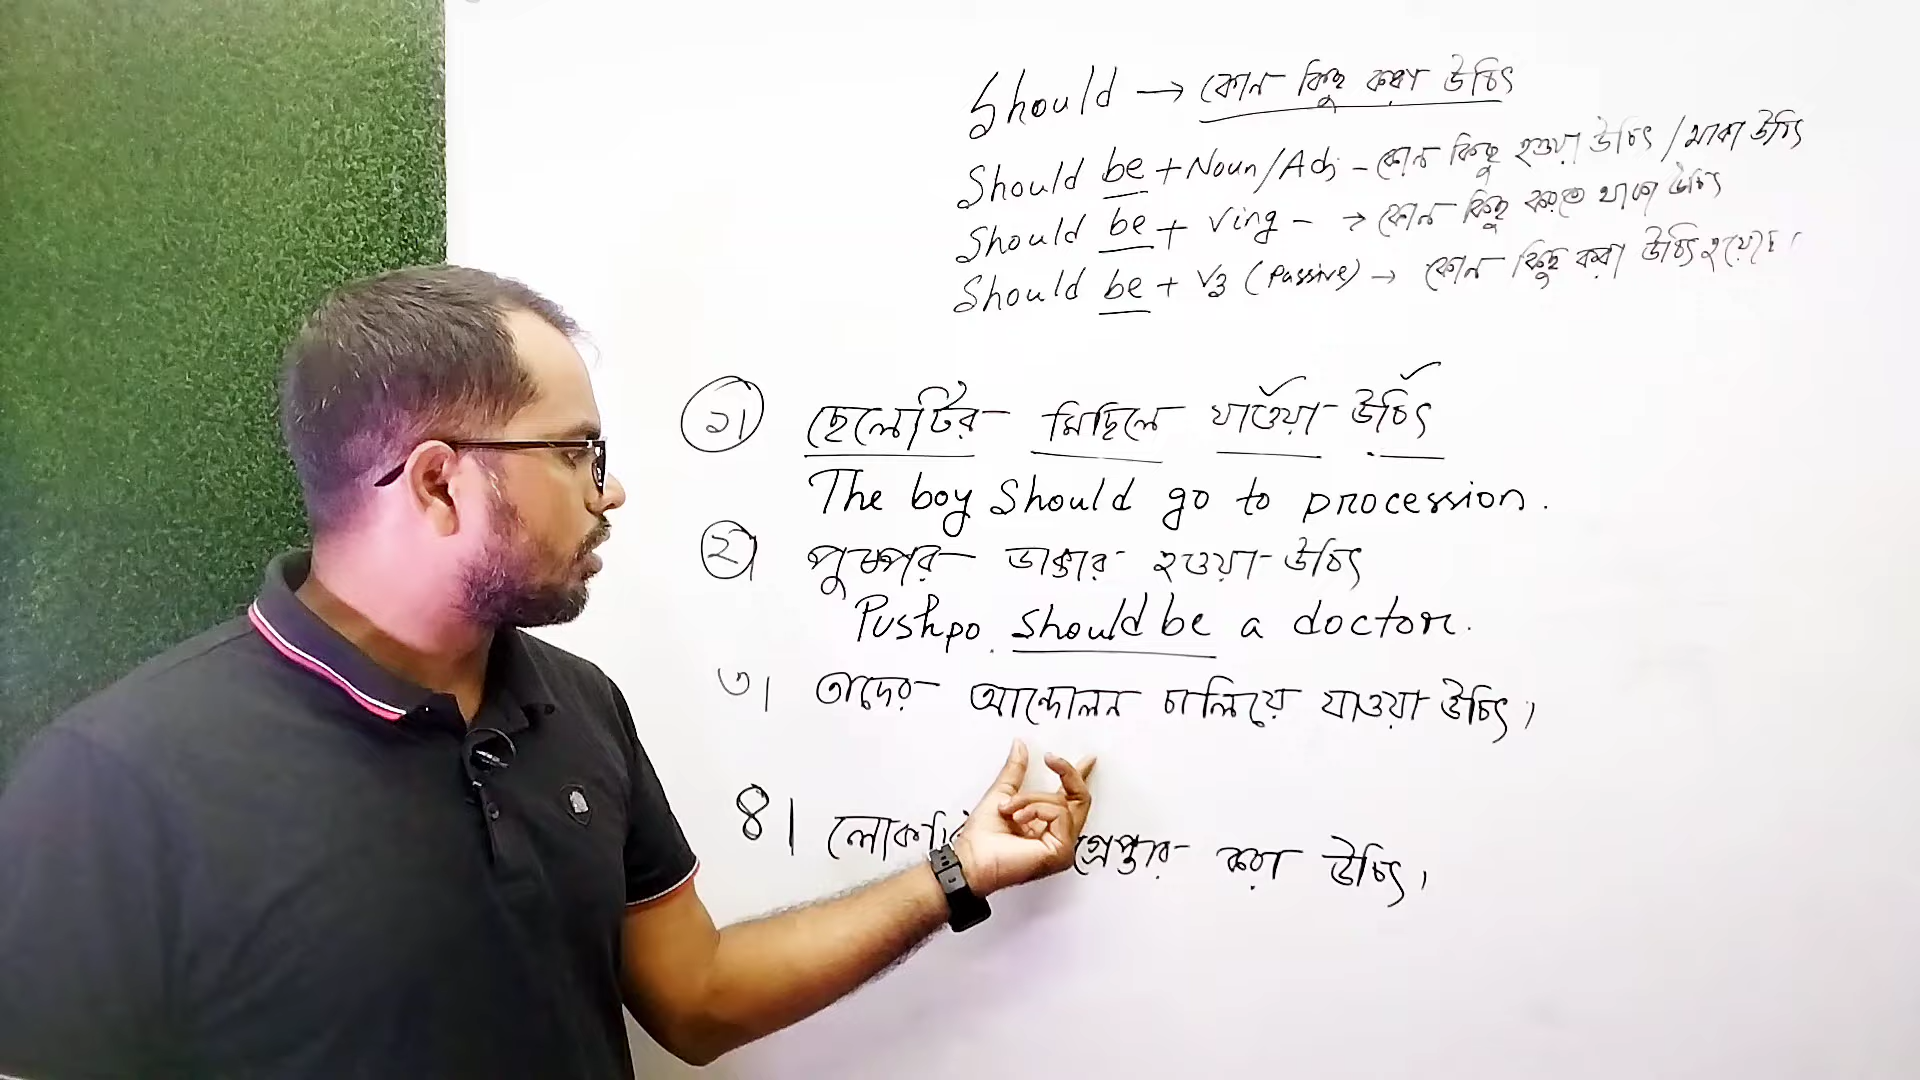 Should → কোন কিছু করা উচিৎ
Should be + Noun/Adj - কোন কিছু হওয়া উচিৎ / থাকা উচিৎ
Should be + Ving - → কোন কিছু করতে থাকা উচিৎ
Should be + V3 (Passive) → কোন কিছু করা উচিৎ হয়েছে।
১। ছেলেটির মিছিলে যাওয়া উচিৎ
The boy should go to procession.
২। পুষ্পর ডাক্তার হওয়া উচিৎ
Pushpo should be a doctor.
৩। তাদের আন্দোলন চালিয়ে যাওয়া উচিৎ।
৪। গ্রেপ্তার করা উচিৎ।